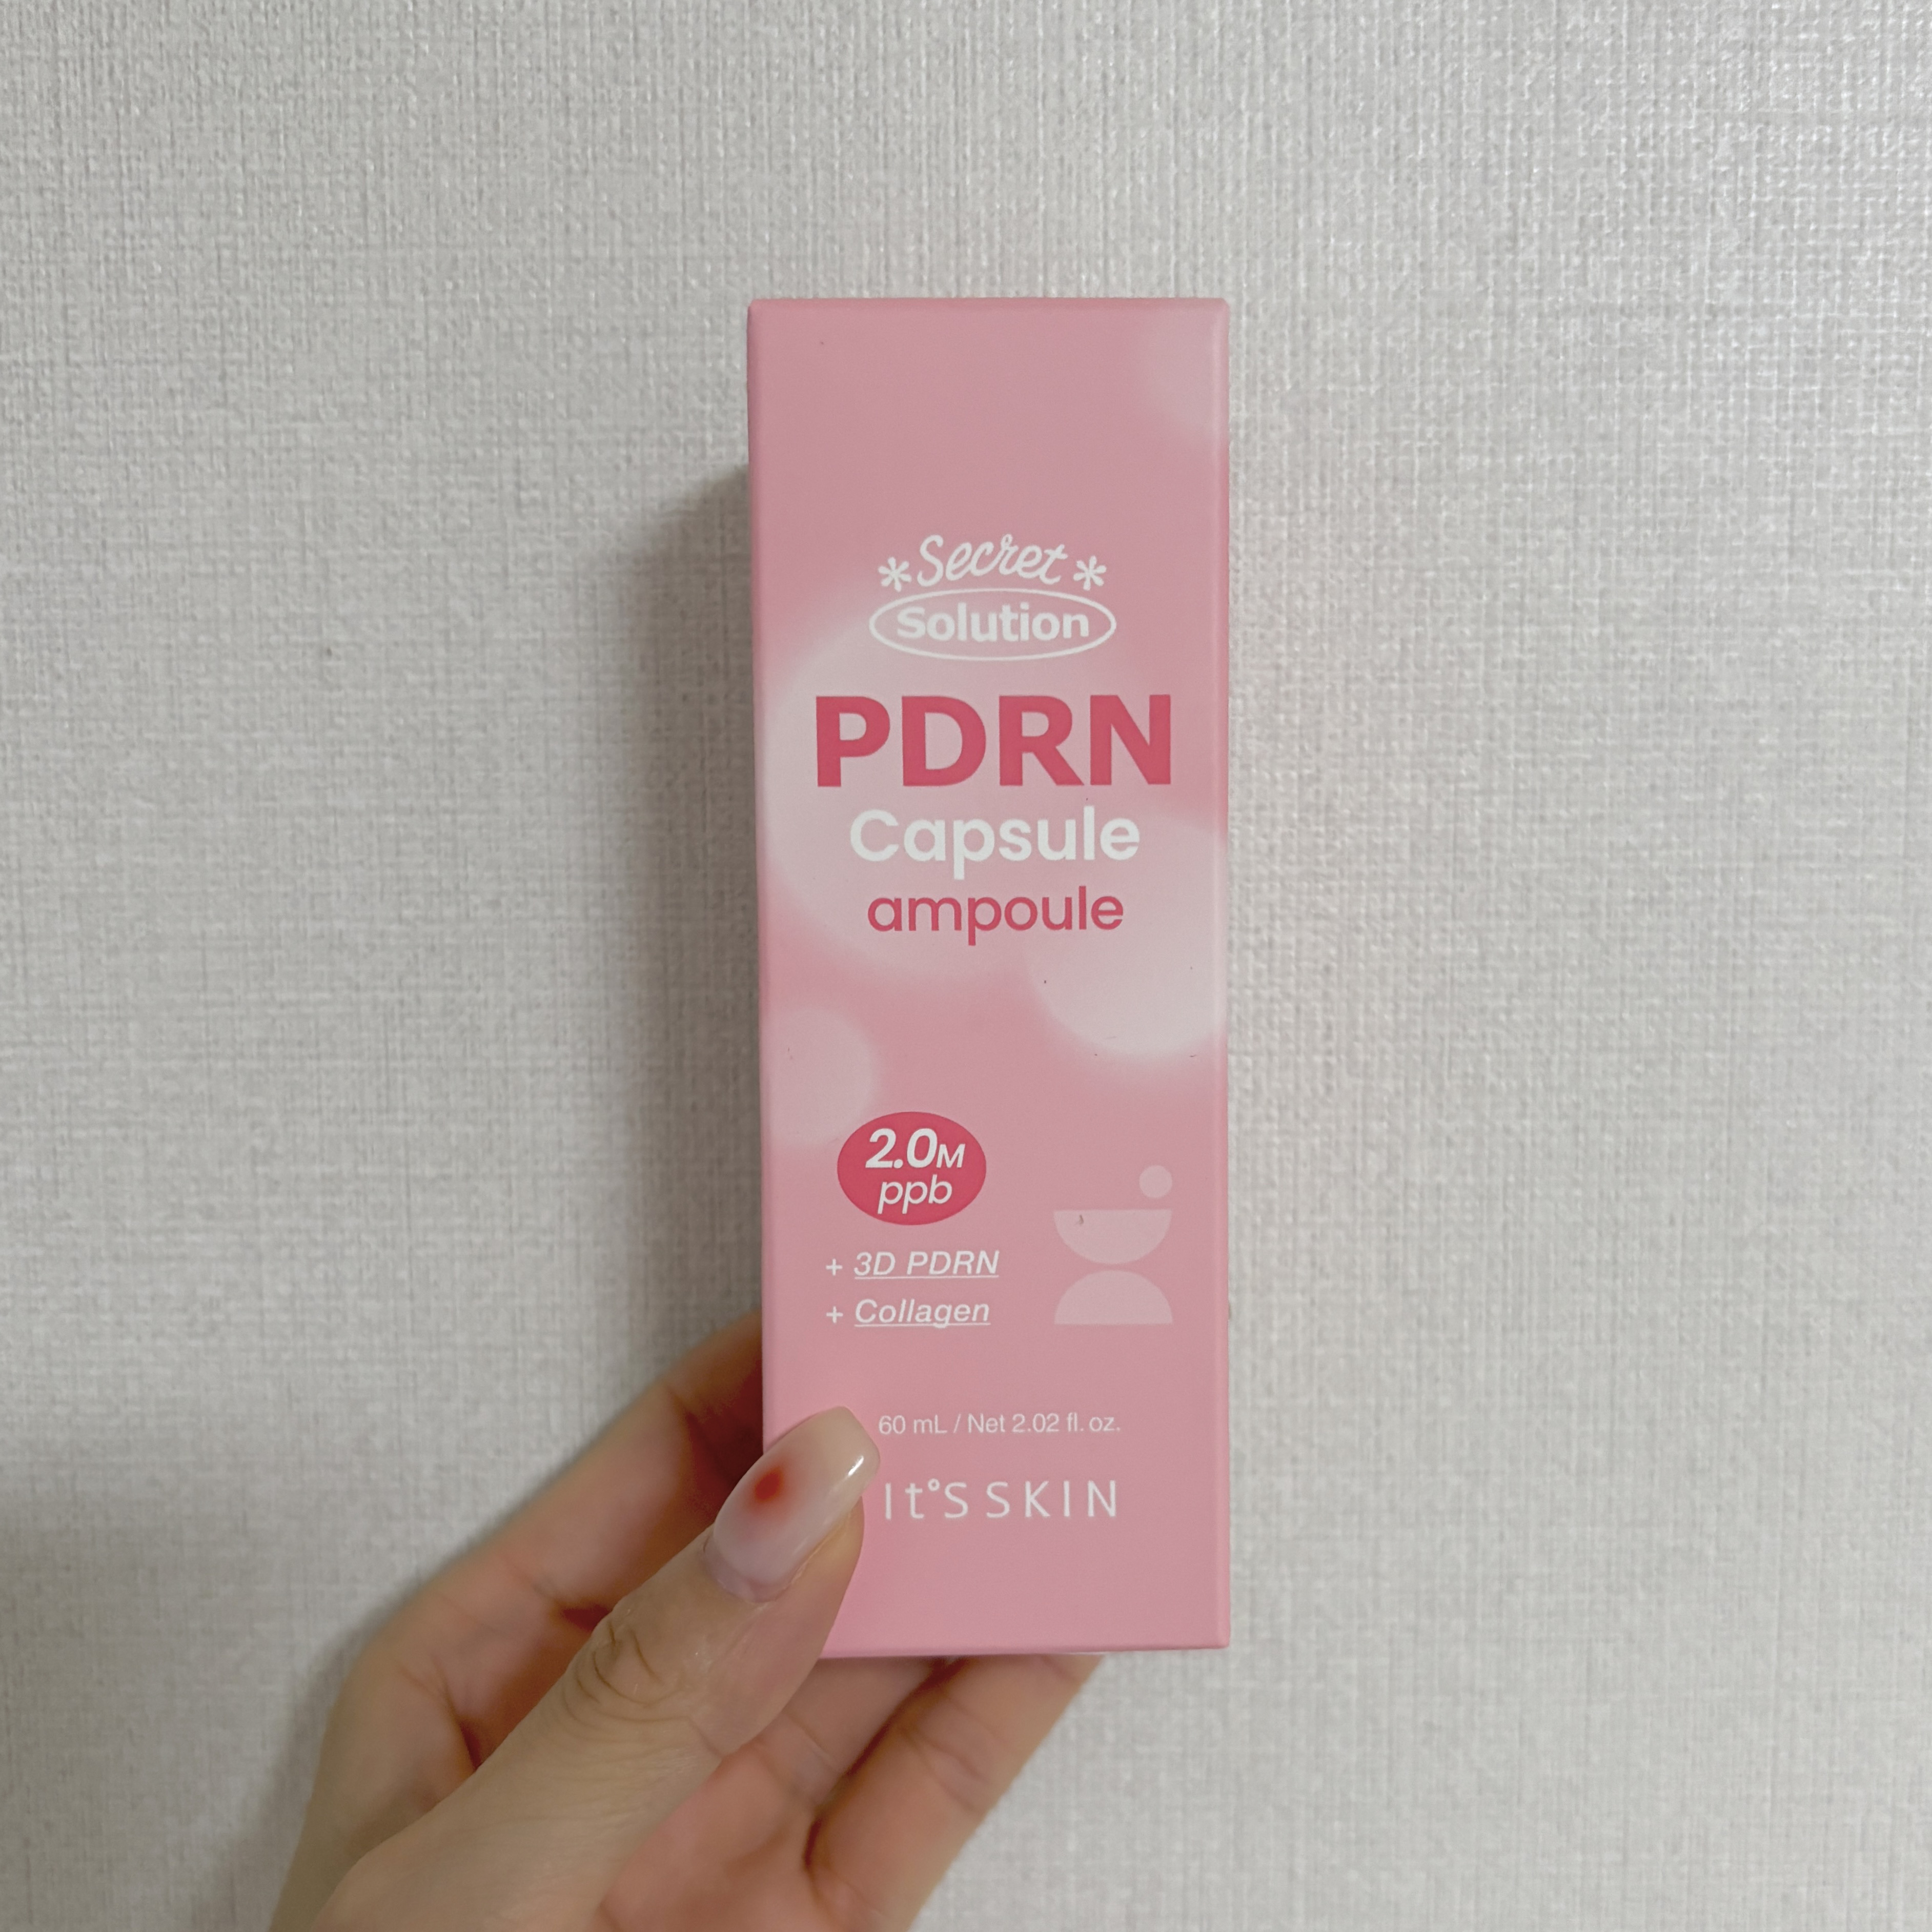 Secret
Solution
PDRN
Capsule
ampoule
2.0M
ppb
+ 3D PDRN
+ Collagen
60 mL / Net 2.02 fl. oz.
It'S SKIN